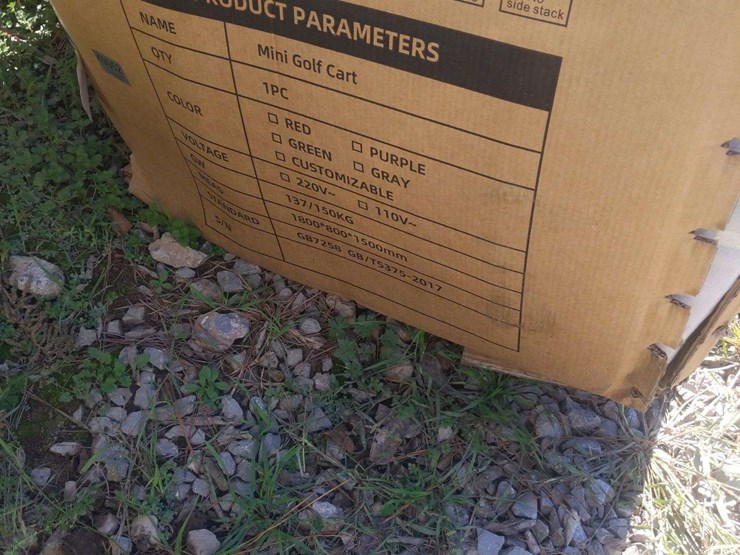 side stack
PRODUCT PARAMETERS
NAME Mini Golf Cart
QTY 1PC
COLOR □ RED □ PURPLE
□ GREEN □ GRAY
□ CUSTOMIZABLE
VOLTAGE □ 220V~ □ 110V~
GW 137/150KG
MEAS 1800*800*1500mm
STANDARD GB7258 GB/T5375-2017
S/N